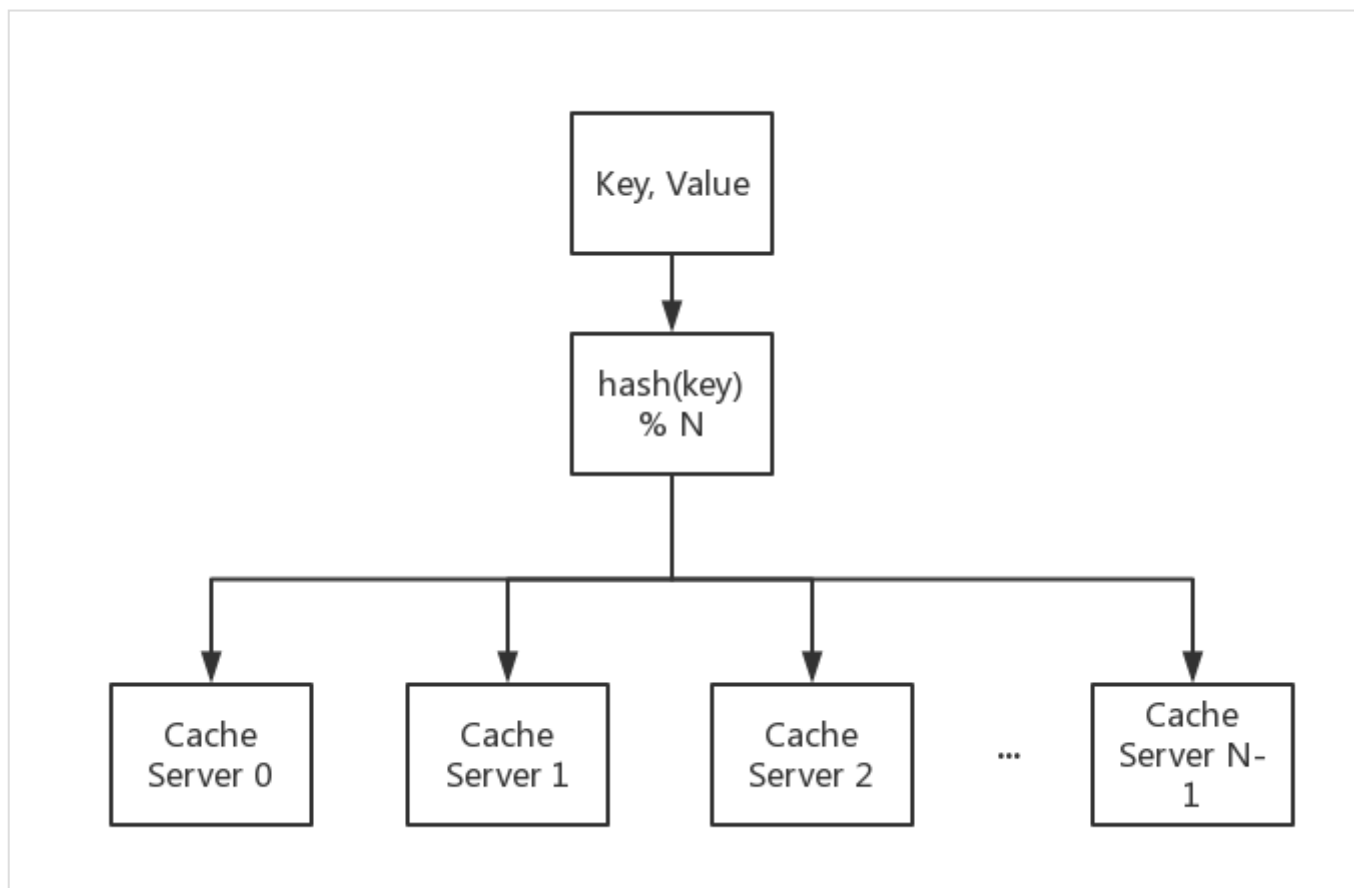 Key, Value
hash(key)
% N
Cache
Server 0
Cache
Server 1
Cache
Server 2
...
Cache
Server N-
1